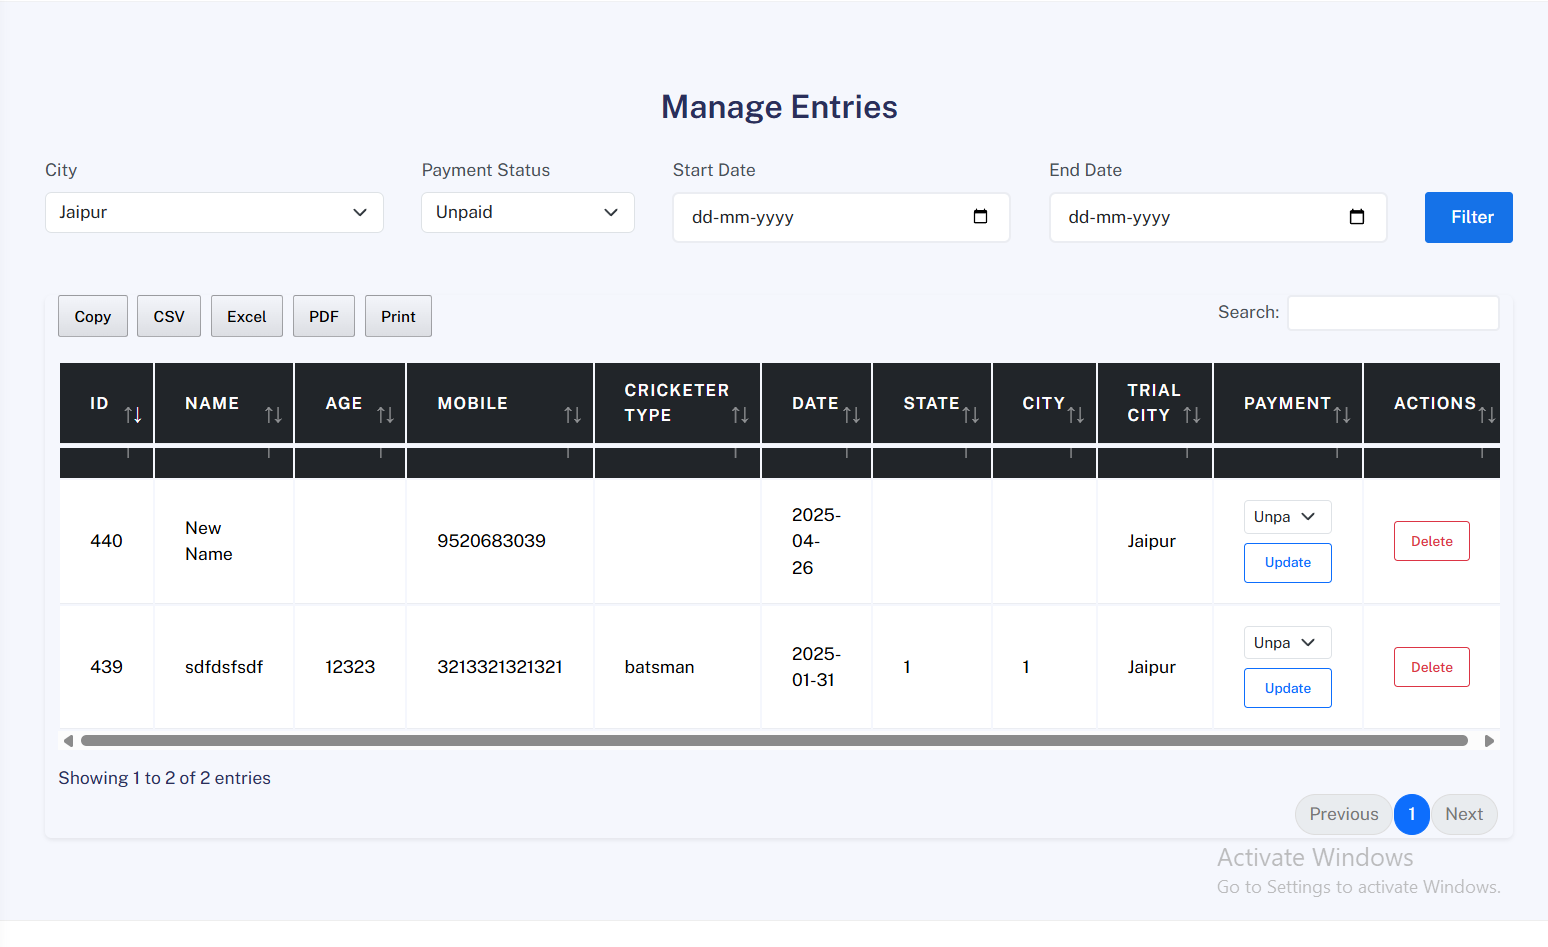 Manage Entries
City
Payment Status
Start Date
End Date
Jaipur
Unpaid
dd-mm-yyyy
dd-mm-yyyy
Filter
Copy
CSV
Excel
PDF
Print
Search:
ID
NAME
AGE
MOBILE
CRICKETER
TYPE
DATE
STATE
CITY
TRIAL
CITY
PAYMENT
ACTIONS
440
New
Name
9520683039
2025-
04-
26
Jaipur
Unpa
Update
Delete
439
sdfdsfsdf
12323
3213321321321
batsman
2025-
01-31
1
1
Jaipur
Unpa
Update
Delete
Showing 1 to 2 of 2 entries
Previous
1
Next
Activate Windows
Go to Settings to activate Windows.